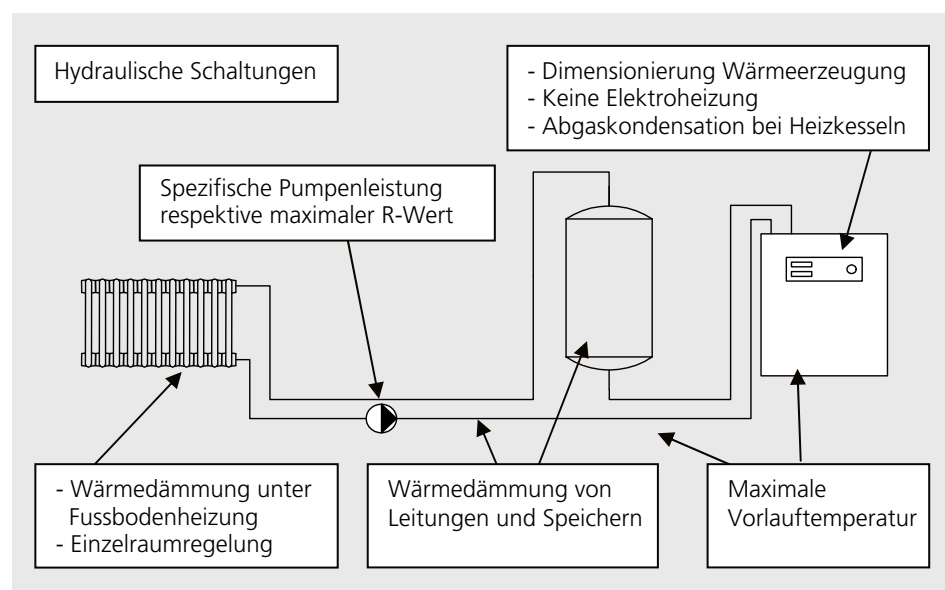 Hydraulische Schaltungen
- Dimensionierung Wärmeerzeugung
- Keine Elektroheizung
- Abgaskondensation bei Heizkesseln
Spezifische Pumpenleistung
respektive maximaler R-Wert
- Wärmedämmung unter
Fussbodenheizung
- Einzelraumregelung
Wärmedämmung von
Leitungen und Speichern
Maximale
Vorlauftemperatur